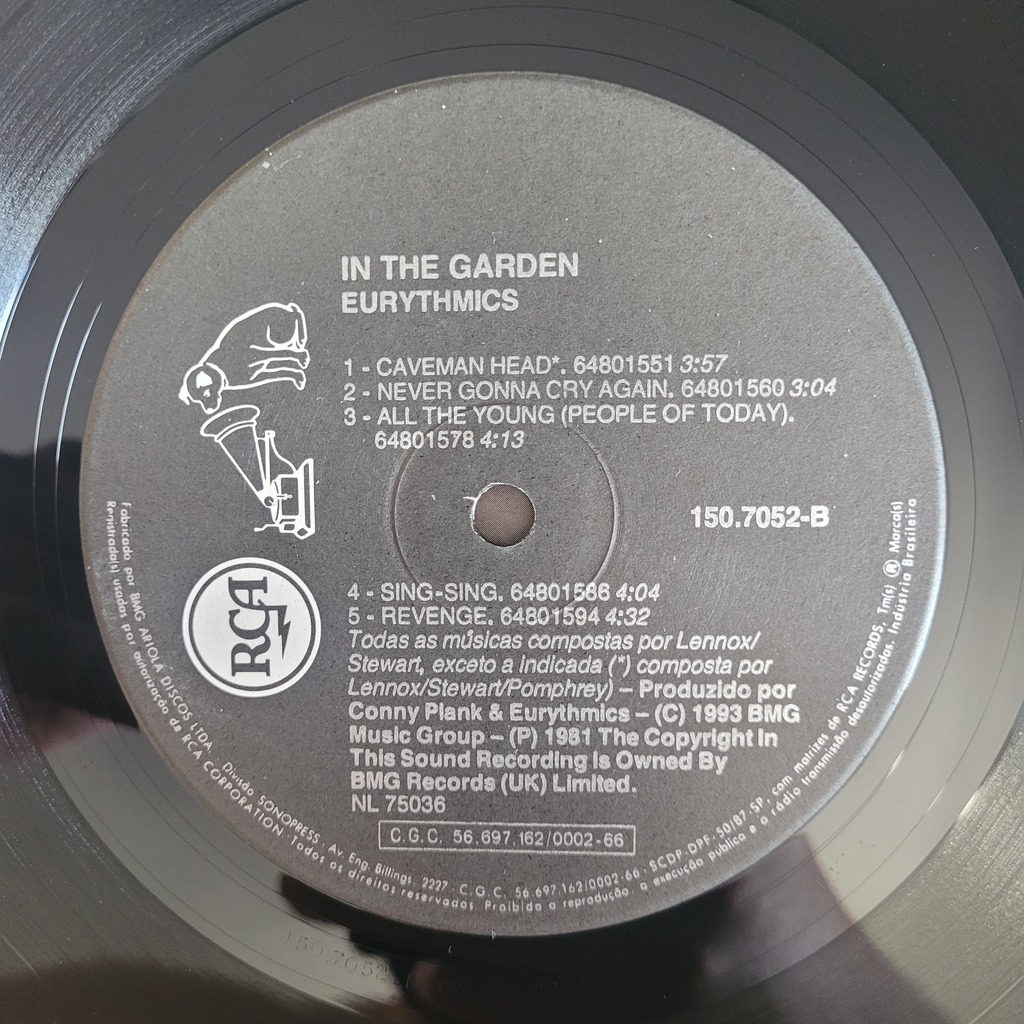 IN THE GARDEN
EURYTHMICS
1 - CAVEMAN HEAD*. 64801551 3:57
2 - NEVER GONNA CRY AGAIN. 64801560 3:04
3 - ALL THE YOUNG (PEOPLE OF TODAY).
64801578 4:13
150.7052-B
RCA
4 - SING-SING. 64801586 4:04
5 - REVENGE. 64801594 4:32
Todas as músicas compostas por Lennox/
Stewart, exceto a indicada (*) composta por
Lennox/Stewart/Pomphrey) – Produzido por
Conny Plank & Eurythmics – (C) 1993 BMG
Music Group – (P) 1981 The Copyright In
This Sound Recording Is Owned By
BMG Records (UK) Limited.
NL 75036
C.G.C. 56.697.162/0002-66
Fabricado por BMG ARIOLA DISCOS LTDA. Divisão SONOPRESS. Av. Eng. Billings, 2227 - C.G.C. 56.697.162/0002-66 - SCDP-DPF-50/87-SP, com matrizes de RCA RECORDS, Tm(s) ® Marca(s)
Registrada(s) usadas por autorização de RCA CORPORATION. Todos os direitos reservados. Proibida a reprodução, a execução pública e a rádio transmissão desautorizadas. Indústria Brasileira
150.7052